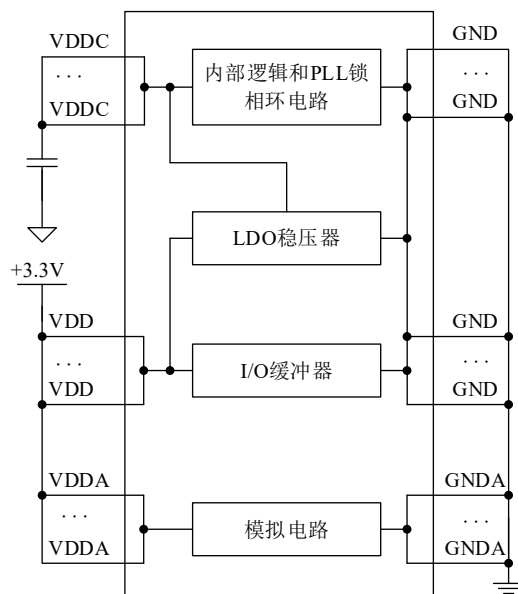 VDDC
. . .
VDDC
内部逻辑和PLL锁
相环电路
GND
. . .
GND
LDO稳压器
+3.3V
VDD
. . .
VDD
I/O缓冲器
GND
. . .
GND
VDDA
. . .
VDDA
模拟电路
GNDA
. . .
GNDA